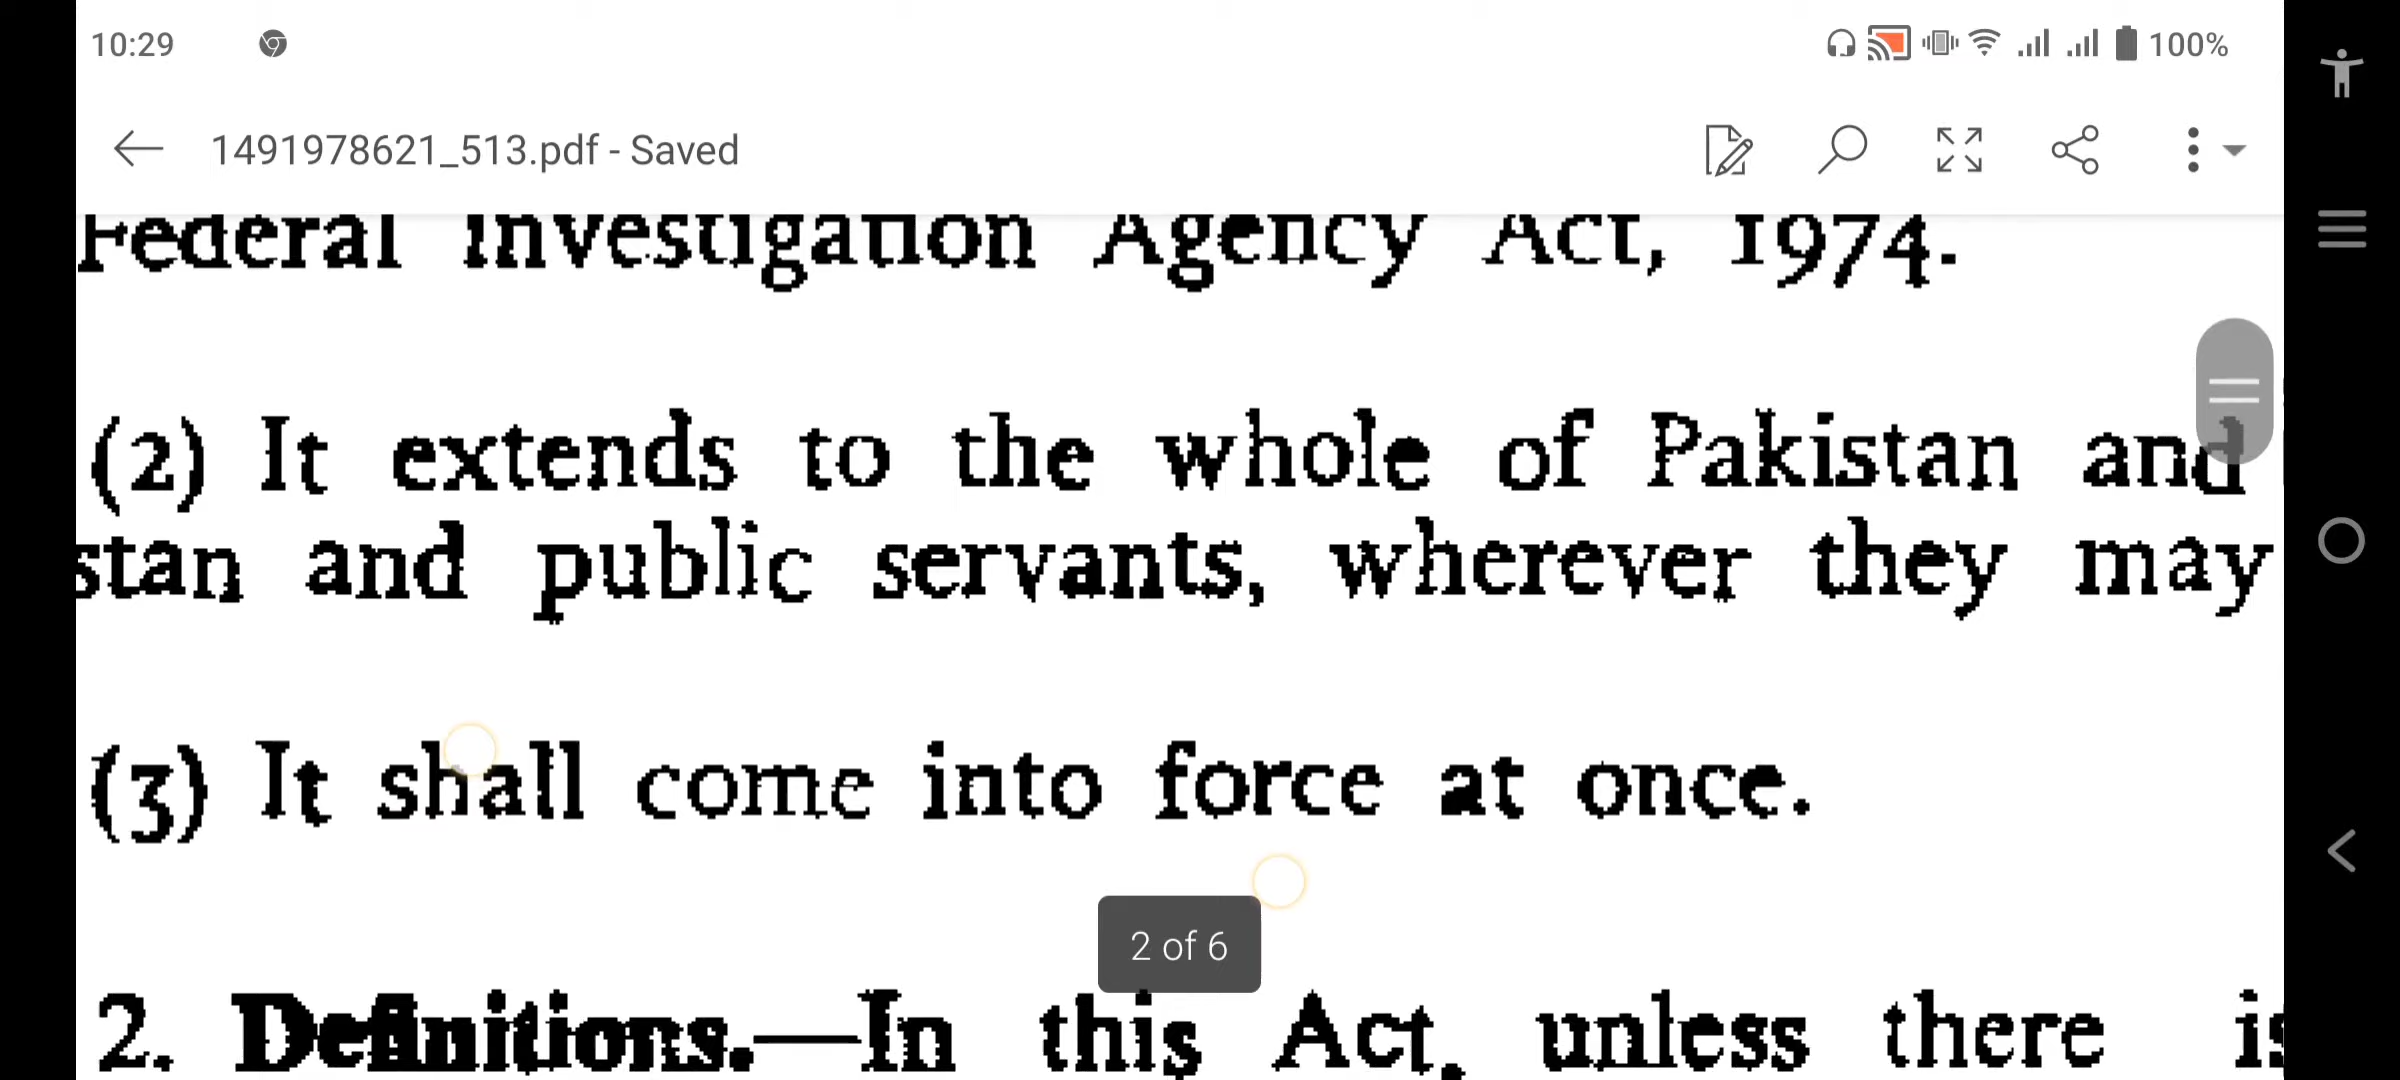 10:29 100%
1491978621_513.pdf - Saved
Federal Investigation Agency Act, 1974.
(2) It extends to the whole of Pakistan and
stan and public servants, wherever they may
(3) It shall come into force at once.
2 of 6
2. Definitions.—In this Act, unless there is